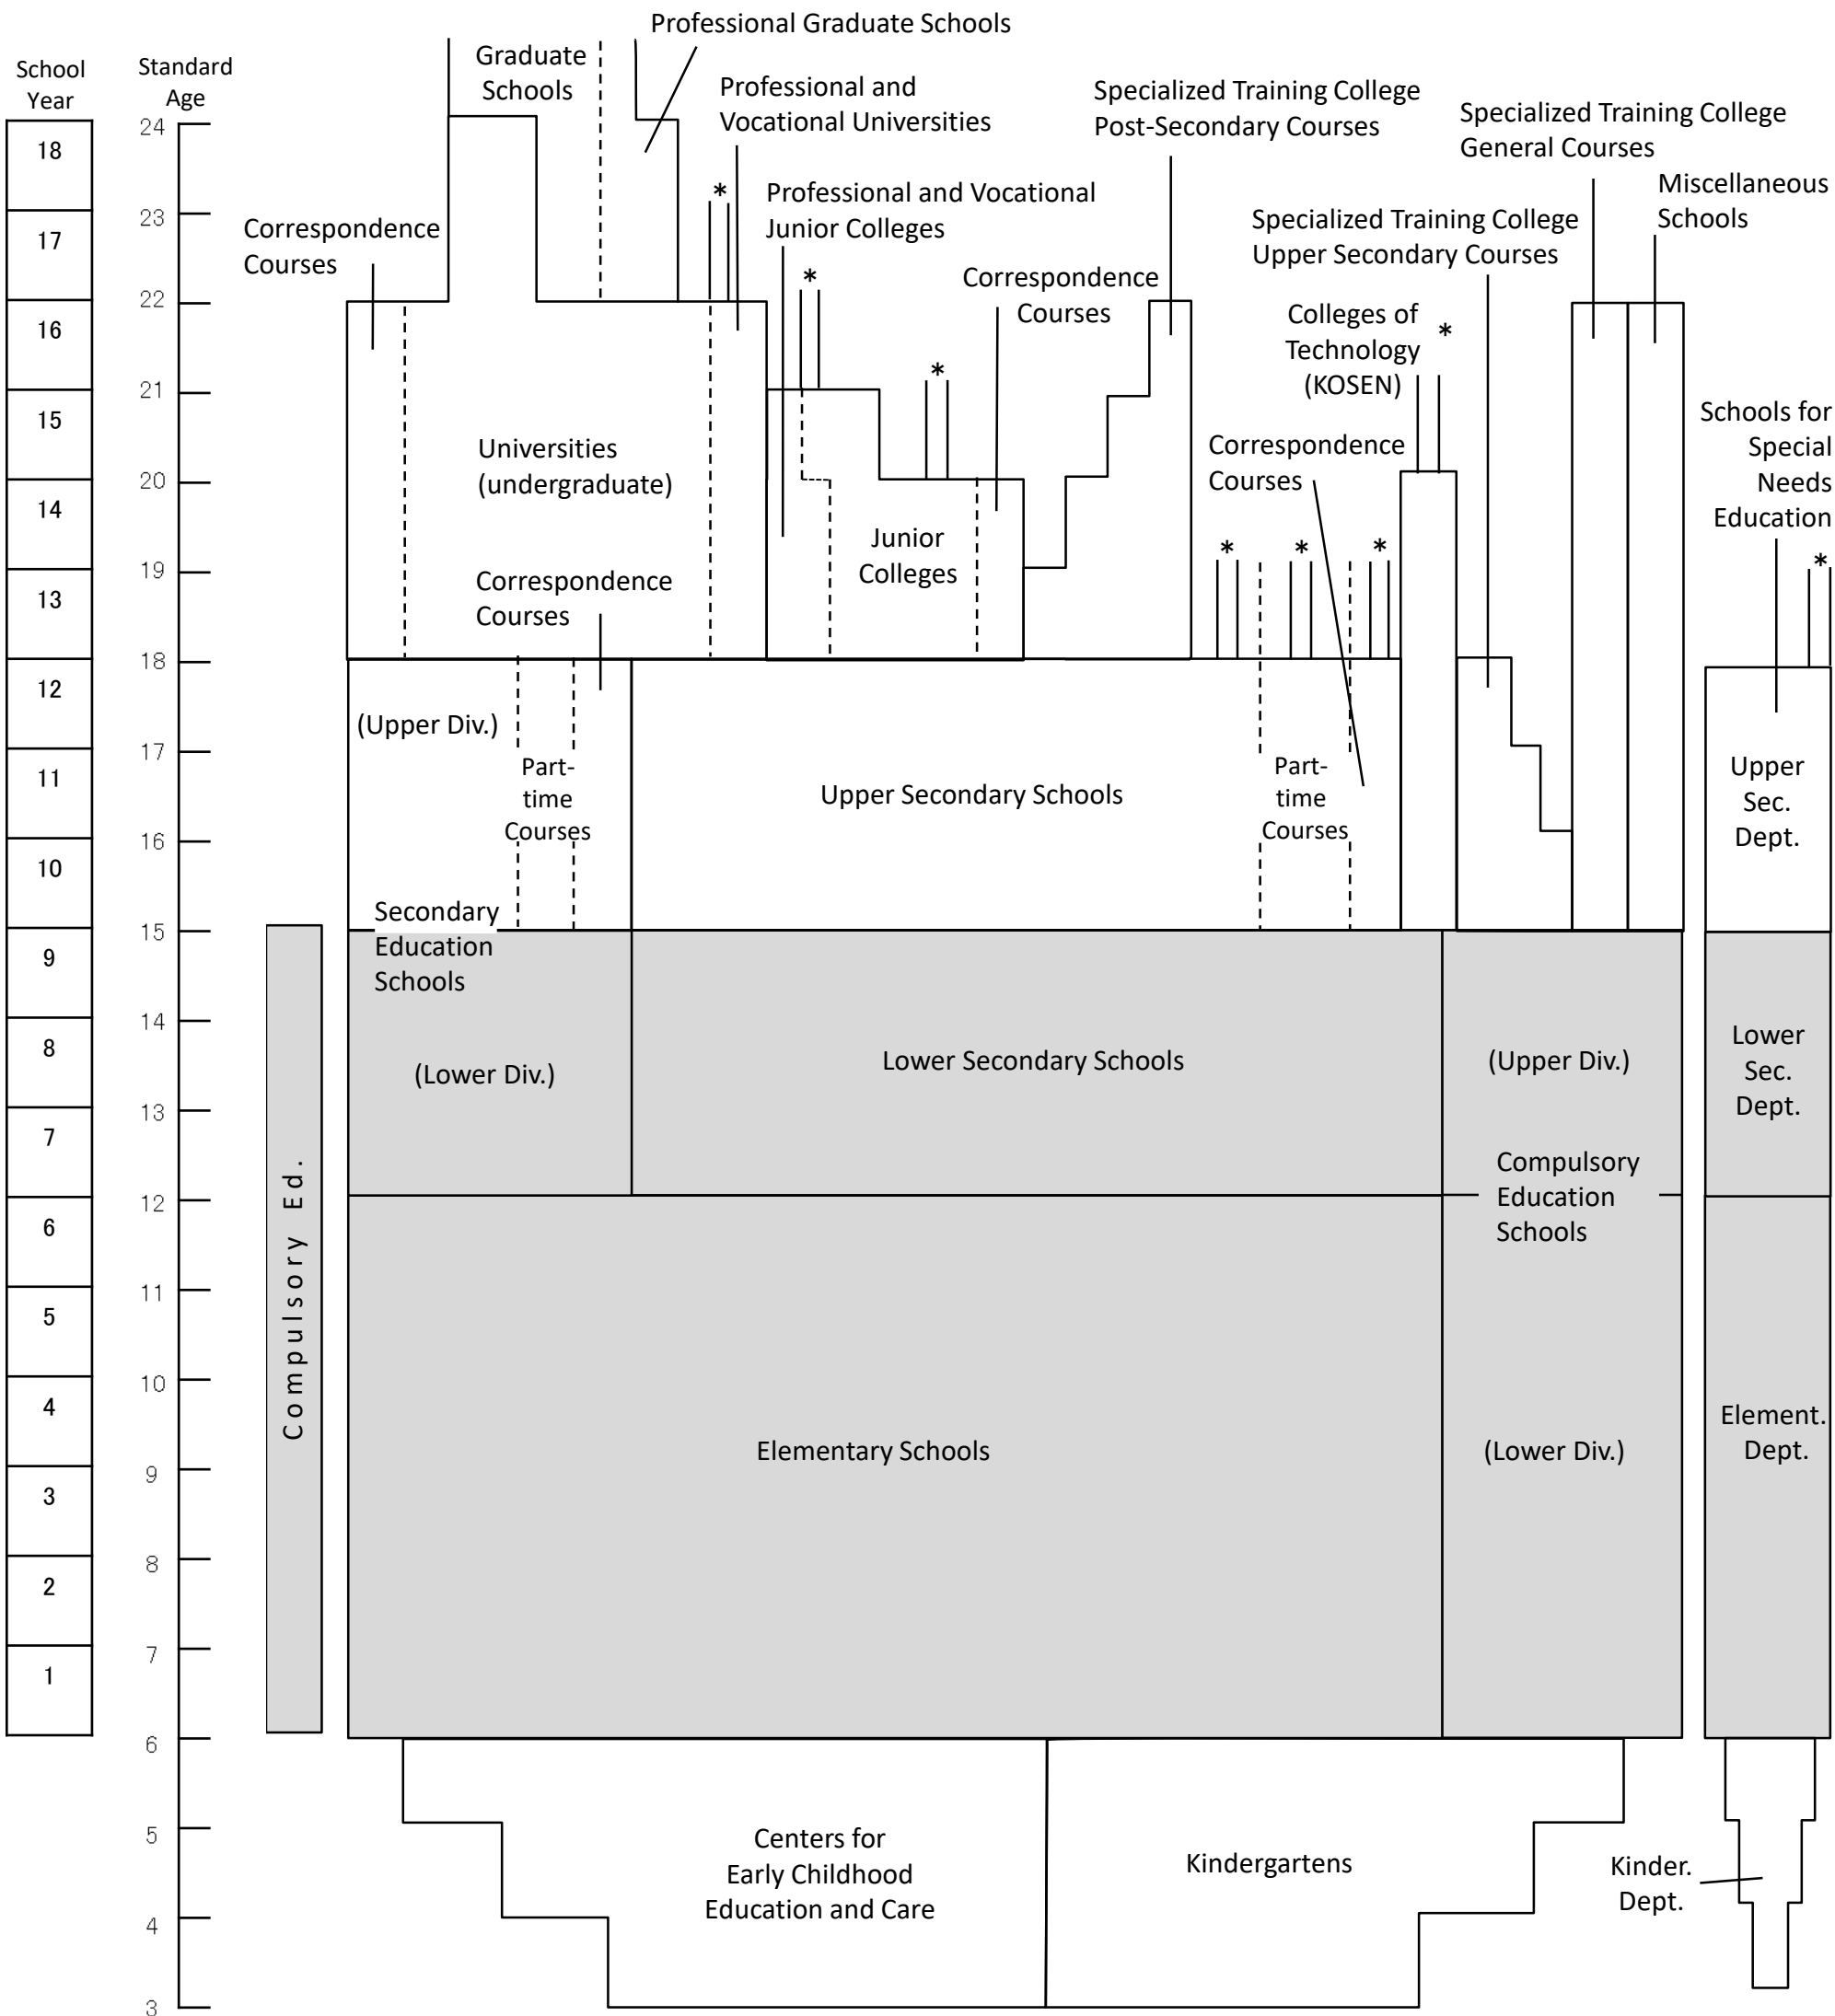 Professional Graduate Schools
Graduate
Schools
School
Year
Standard
Age
Professional and
Vocational Universities
Specialized Training College
Post-Secondary Courses
Specialized Training College
General Courses
Miscellaneous
Schools
*
Professional and Vocational
Junior Colleges
Specialized Training College
Upper Secondary Courses
Correspondence
Courses
*
Correspondence
Courses
Colleges of
Technology
(KOSEN)
*
*
Schools for
Special
Needs
Education
Correspondence
Courses
Universities
(undergraduate)
Junior
Colleges
*
*
*
*
Correspondence
Courses
(Upper Div.)
Part-
time
Courses
Upper Secondary Schools
Part-
time
Courses
Upper
Sec.
Dept.
Secondary
Education
Schools
(Lower Div.)
Lower Secondary Schools
(Upper Div.)
Lower
Sec.
Dept.
Compulsory
Education
Schools
Compulsory Ed.
Elementary Schools
(Lower Div.)
Element.
Dept.
Centers for
Early Childhood
Education and Care
Kindergartens
Kinder.
Dept.
18
17
16
15
14
13
12
11
10
9
8
7
6
5
4
3
2
1
24
23
22
21
20
19
18
17
16
15
14
13
12
11
10
9
8
7
6
5
4
3